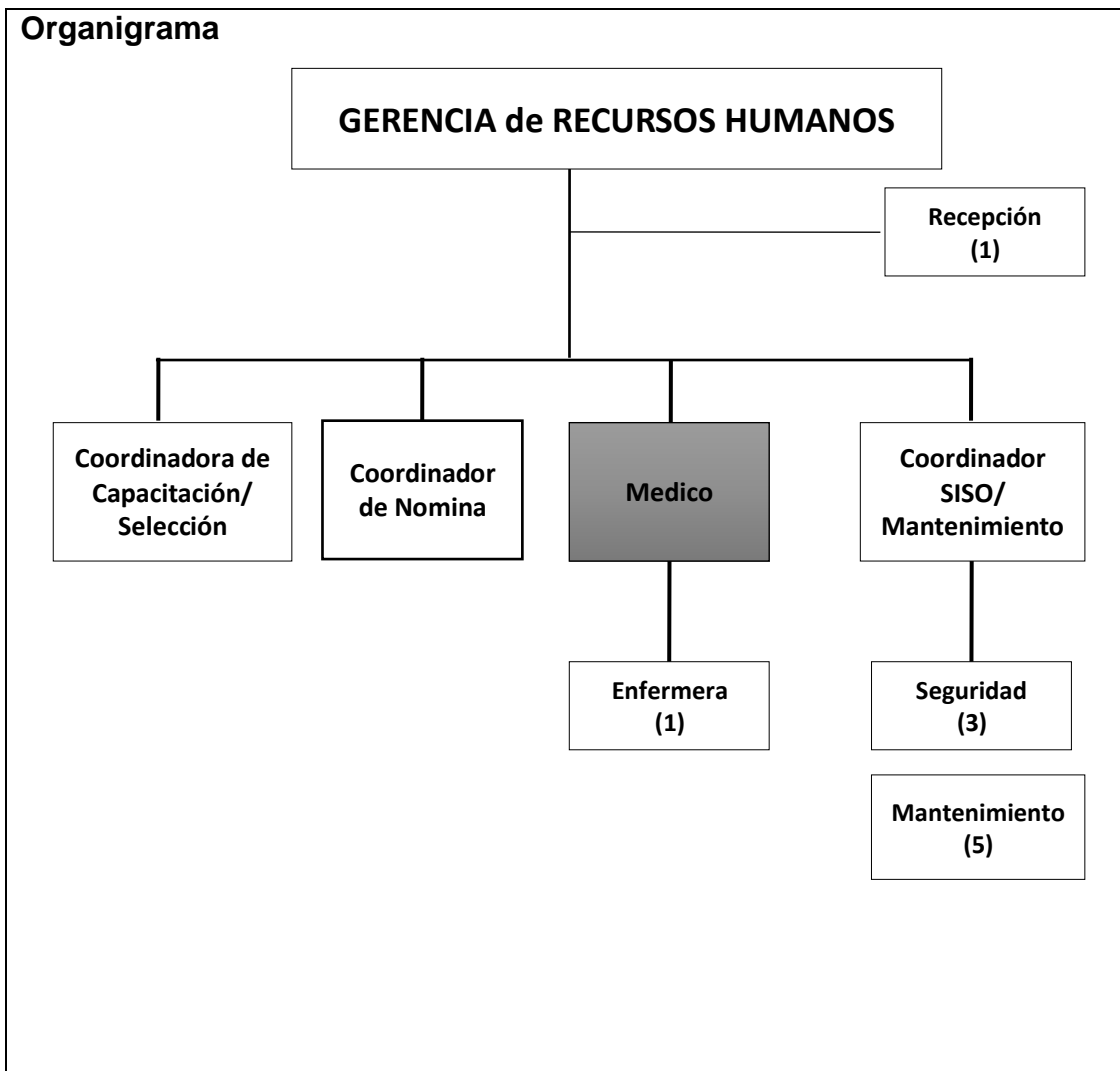 Organigrama
GERENCIA de RECURSOS HUMANOS
Recepción
(1)
Coordinadora de
Capacitación/
Selección
Coordinador
de Nomina
Medico
Coordinador
SISO/
Mantenimiento
Enfermera
(1)
Seguridad
(3)
Mantenimiento
(5)